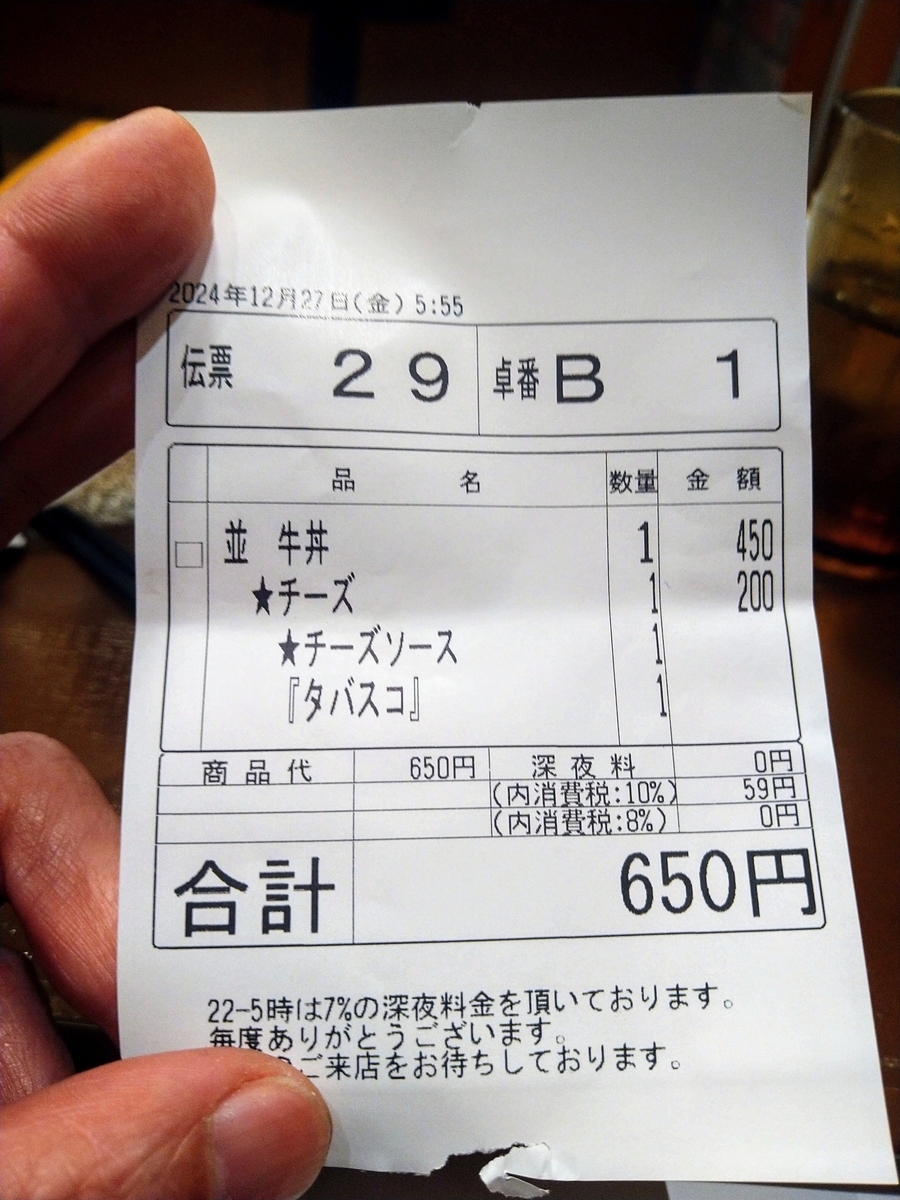 2024年12月27日(金) 5:55
伝票 29 卓番 B 1
品名 数量 金額
並 牛丼 1 450
★チーズ 1 200
★チーズソース 1
『タバスコ』 1
商品代 650円 深夜料 0円
(内消費税:10%) 59円
(内消費税:8%) 0円
合計 650円
22-5時は7%の深夜料金を頂いております。
毎度ありがとうございます。
ご来店をお待ちしております。